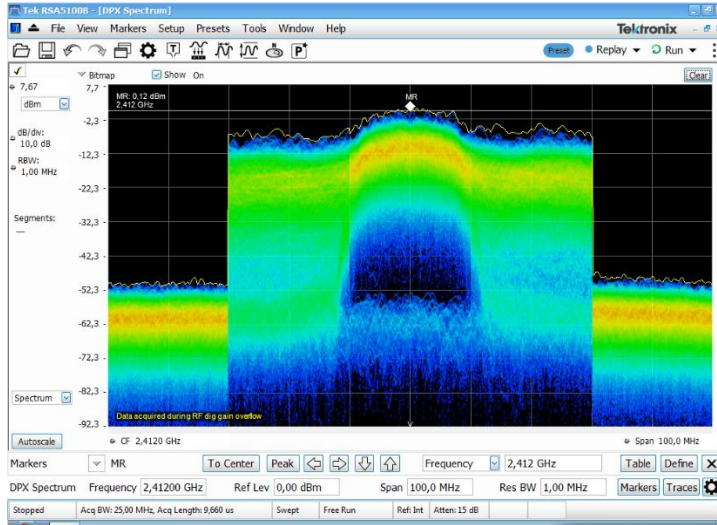 Tek RSA5100B - [DPX Spectrum]
File View Markers Setup Presets Tools Window Help
Tektronix
Preset Replay Run
Bitmap Show On Clear
7,67
dBm
dB/div:
10,0 dB
RBW:
1,00 MHz
Segments:
---
Spectrum
Autoscale
7,7
-2,3
-12,3
-22,3
-32,3
-42,3
-52,3
-62,3
-72,3
-82,3
-92,3
MR: 0,12 dBm
2,412 GHz
MR
Data acquired during RF dig gain overflow
CF 2,4120 GHz Span 100,0 MHz
Markers MR To Center Peak Frequency 2,412 GHz Table Define X
DPX Spectrum Frequency 2,41200 GHz Ref Lev 0,00 dBm Span 100,0 MHz Res BW 1,00 MHz Markers Traces
Stopped Acq BW: 25,00 MHz, Acq Length: 9,660 us Swept Free Run Ref: Int Atten: 15 dB